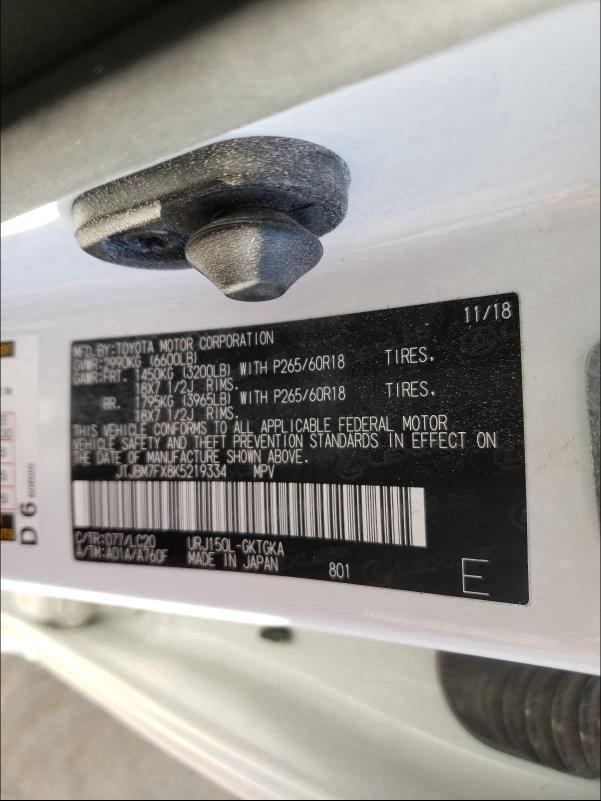 11/18
MFD.BY:TOYOTA MOTOR CORPORATION
GVWR:2990KG (6600LB)
GAWR:FRT. 1450KG (3200LB) WITH P265/60R18 TIRES.
18X7 1/2J RIMS.
RR. 1795KG (3965LB) WITH P265/60R18 TIRES.
18X7 1/2J RIMS.
THIS VEHICLE CONFORMS TO ALL APPLICABLE FEDERAL MOTOR
VEHICLE SAFETY AND THEFT PREVENTION STANDARDS IN EFFECT ON
THE DATE OF MANUFACTURE SHOWN ABOVE.
JTJBM7FX8K5219334 MPV
C/TR:077/LC20 URJ150L-GKTGKA
A/TM:A01A/A760F MADE IN JAPAN 801 E
D 6